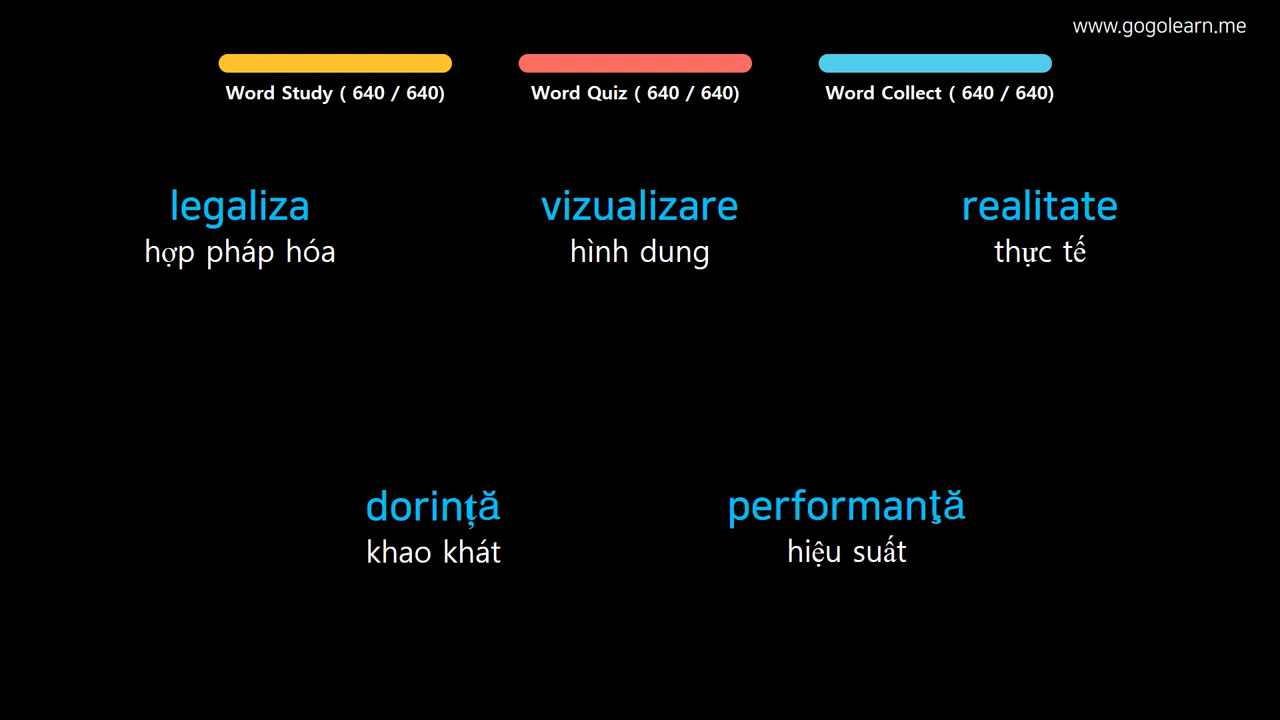 www.gogolearn.me
Word Study ( 640 / 640)
Word Quiz ( 640 / 640)
Word Collect ( 640 / 640)
legaliza
hợp pháp hóa
vizualizare
hình dung
realitate
thực tế
dorință
khao khát
performanţă
hiệu suất